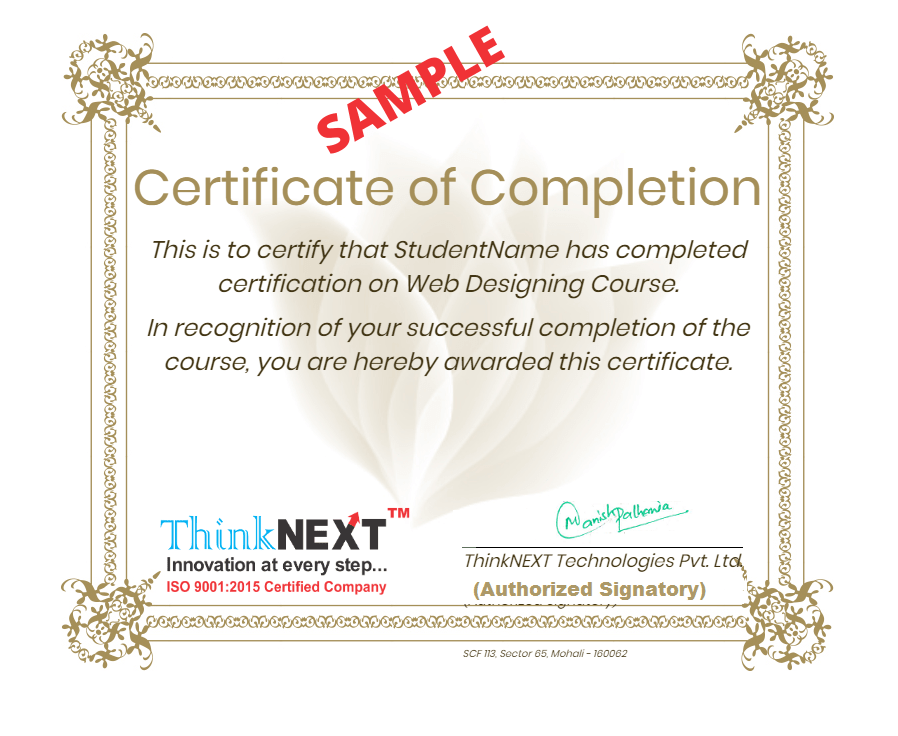 SAMPLE
Certificate of Completion
This is to certify that StudentName has completed
certification on Web Designing Course.
In recognition of your successful completion of the
course, you are hereby awarded this certificate.
Manish Palhania
ThinkNEXT™
Innovation at every step...
ISO 9001:2015 Certified Company
ThinkNEXT Technologies Pvt. Ltd.
(Authorized Signatory)
(Authorized Signatory)
SCF 113, Sector 65, Mohali - 160062